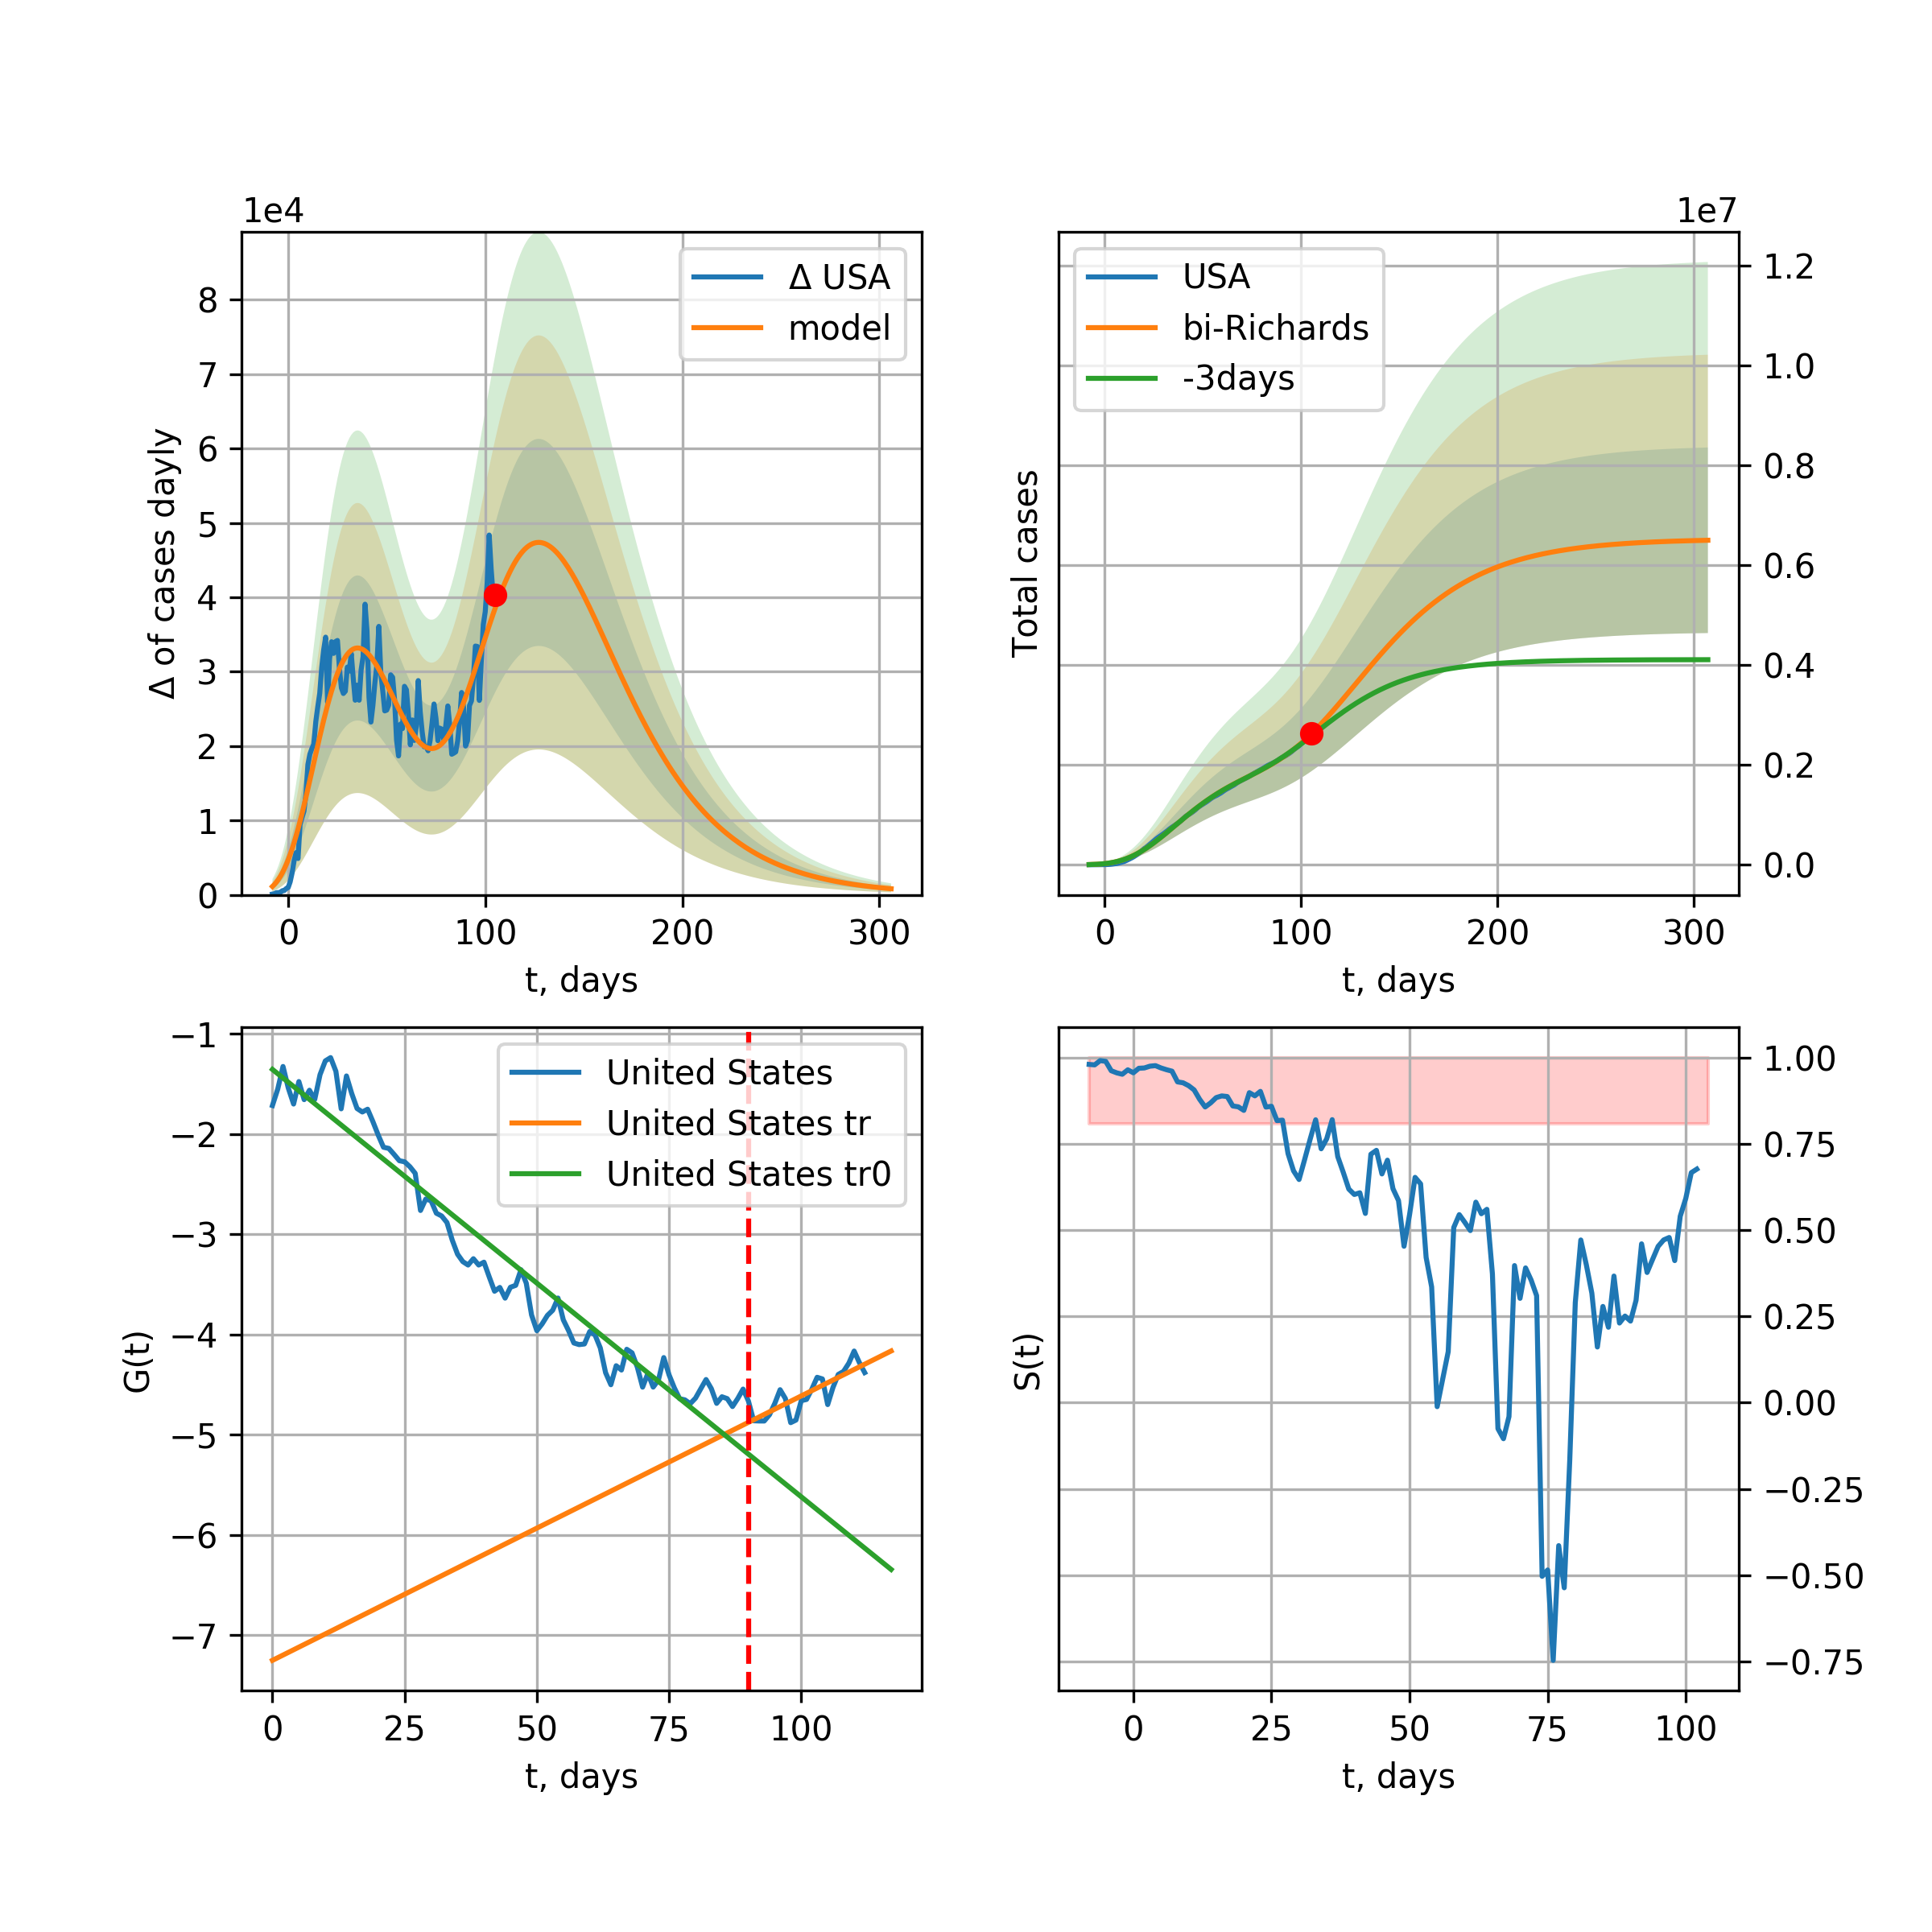 1e4
Δ USA
model
8
7
6
5
4
3
2
1
0
Δ of cases dayly
0 100 200 300
t, days
1e7
USA
bi-Richards
-3days
1.2
1.0
0.8
0.6
0.4
0.2
0.0
Total cases
0 100 200 300
t, days
United States
United States tr
United States tr0
−1
−2
−3
−4
−5
−6
−7
G(t)
0 25 50 75 100
t, days
1.00
0.75
0.50
0.25
0.00
−0.25
−0.50
−0.75
S(t)
0 25 50 75 100
t, days